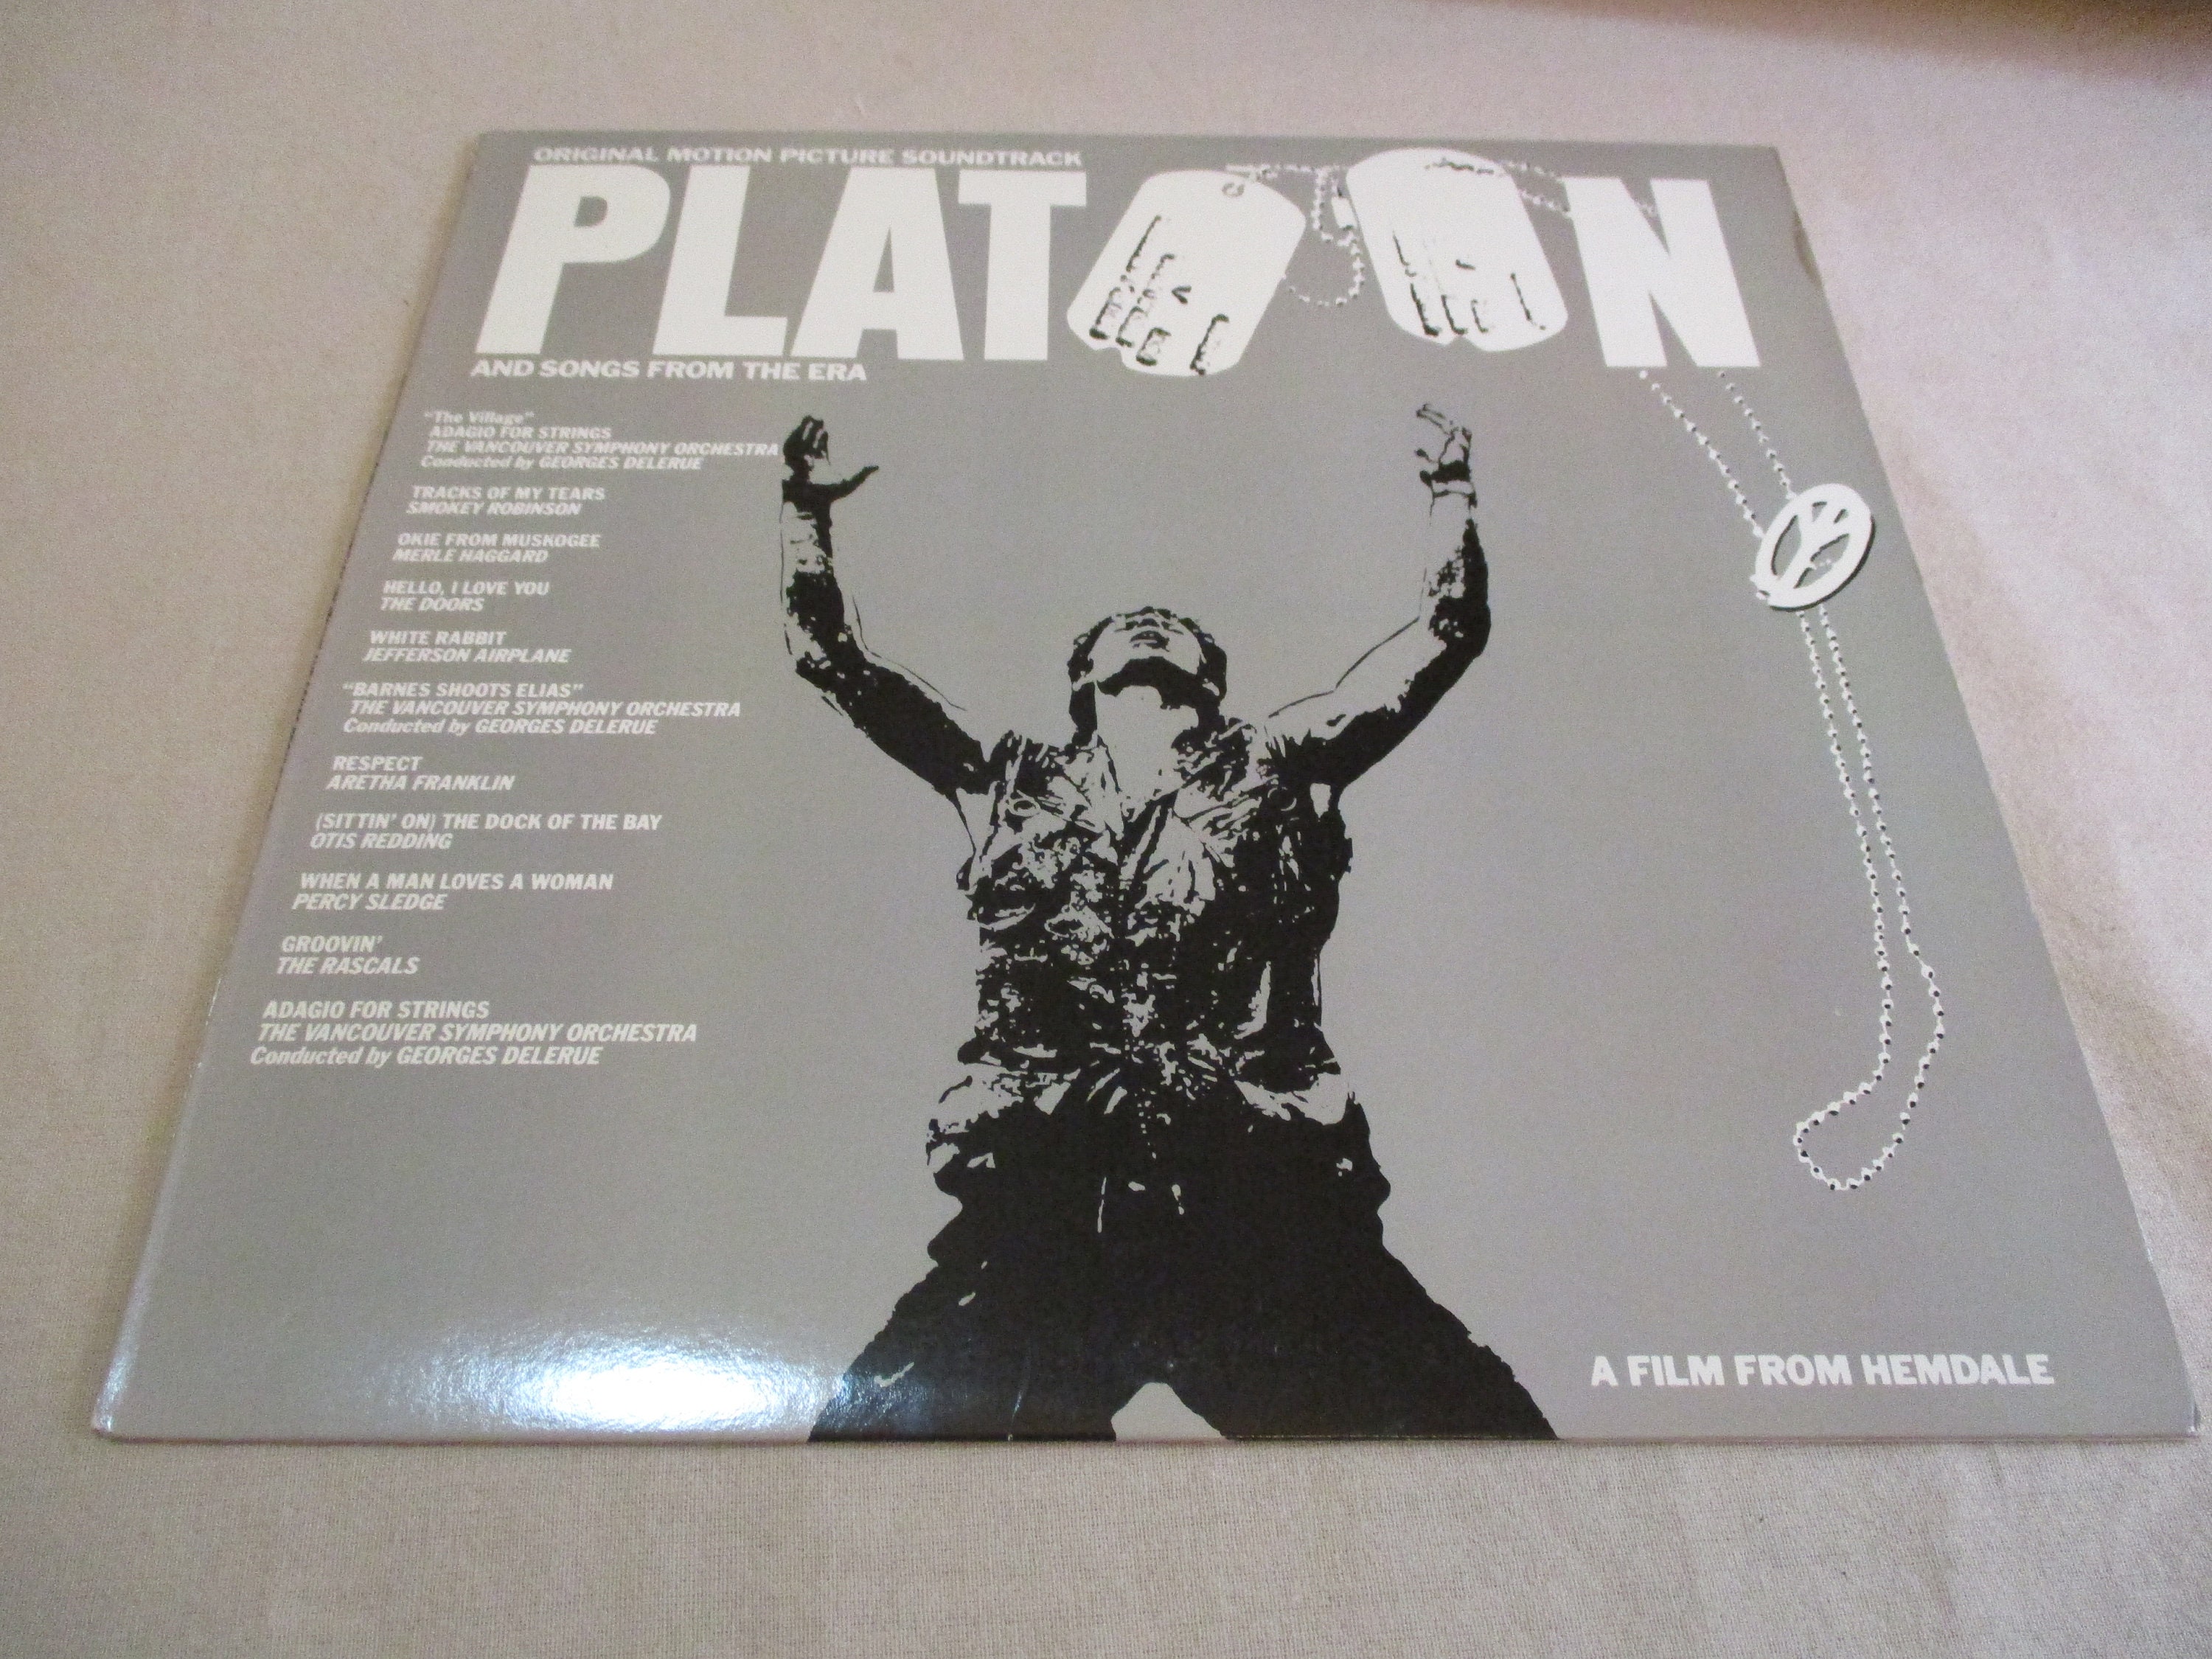 ORIGINAL MOTION PICTURE SOUNDTRACK
PLATOON
AND SONGS FROM THE ERA
"The Village"
ADAGIO FOR STRINGS
THE VANCOUVER SYMPHONY ORCHESTRA
Conducted by GEORGES DELERUE
TRACKS OF MY TEARS
SMOKEY ROBINSON
OKIE FROM MUSKOGEE
MERLE HAGGARD
HELLO, I LOVE YOU
THE DOORS
WHITE RABBIT
JEFFERSON AIRPLANE
"BARNES SHOOTS ELIAS"
THE VANCOUVER SYMPHONY ORCHESTRA
Conducted by GEORGES DELERUE
RESPECT
ARETHA FRANKLIN
(SITTIN' ON) THE DOCK OF THE BAY
OTIS REDDING
WHEN A MAN LOVES A WOMAN
PERCY SLEDGE
GROOVIN'
THE RASCALS
ADAGIO FOR STRINGS
THE VANCOUVER SYMPHONY ORCHESTRA
Conducted by GEORGES DELERUE
A FILM FROM HEMDALE